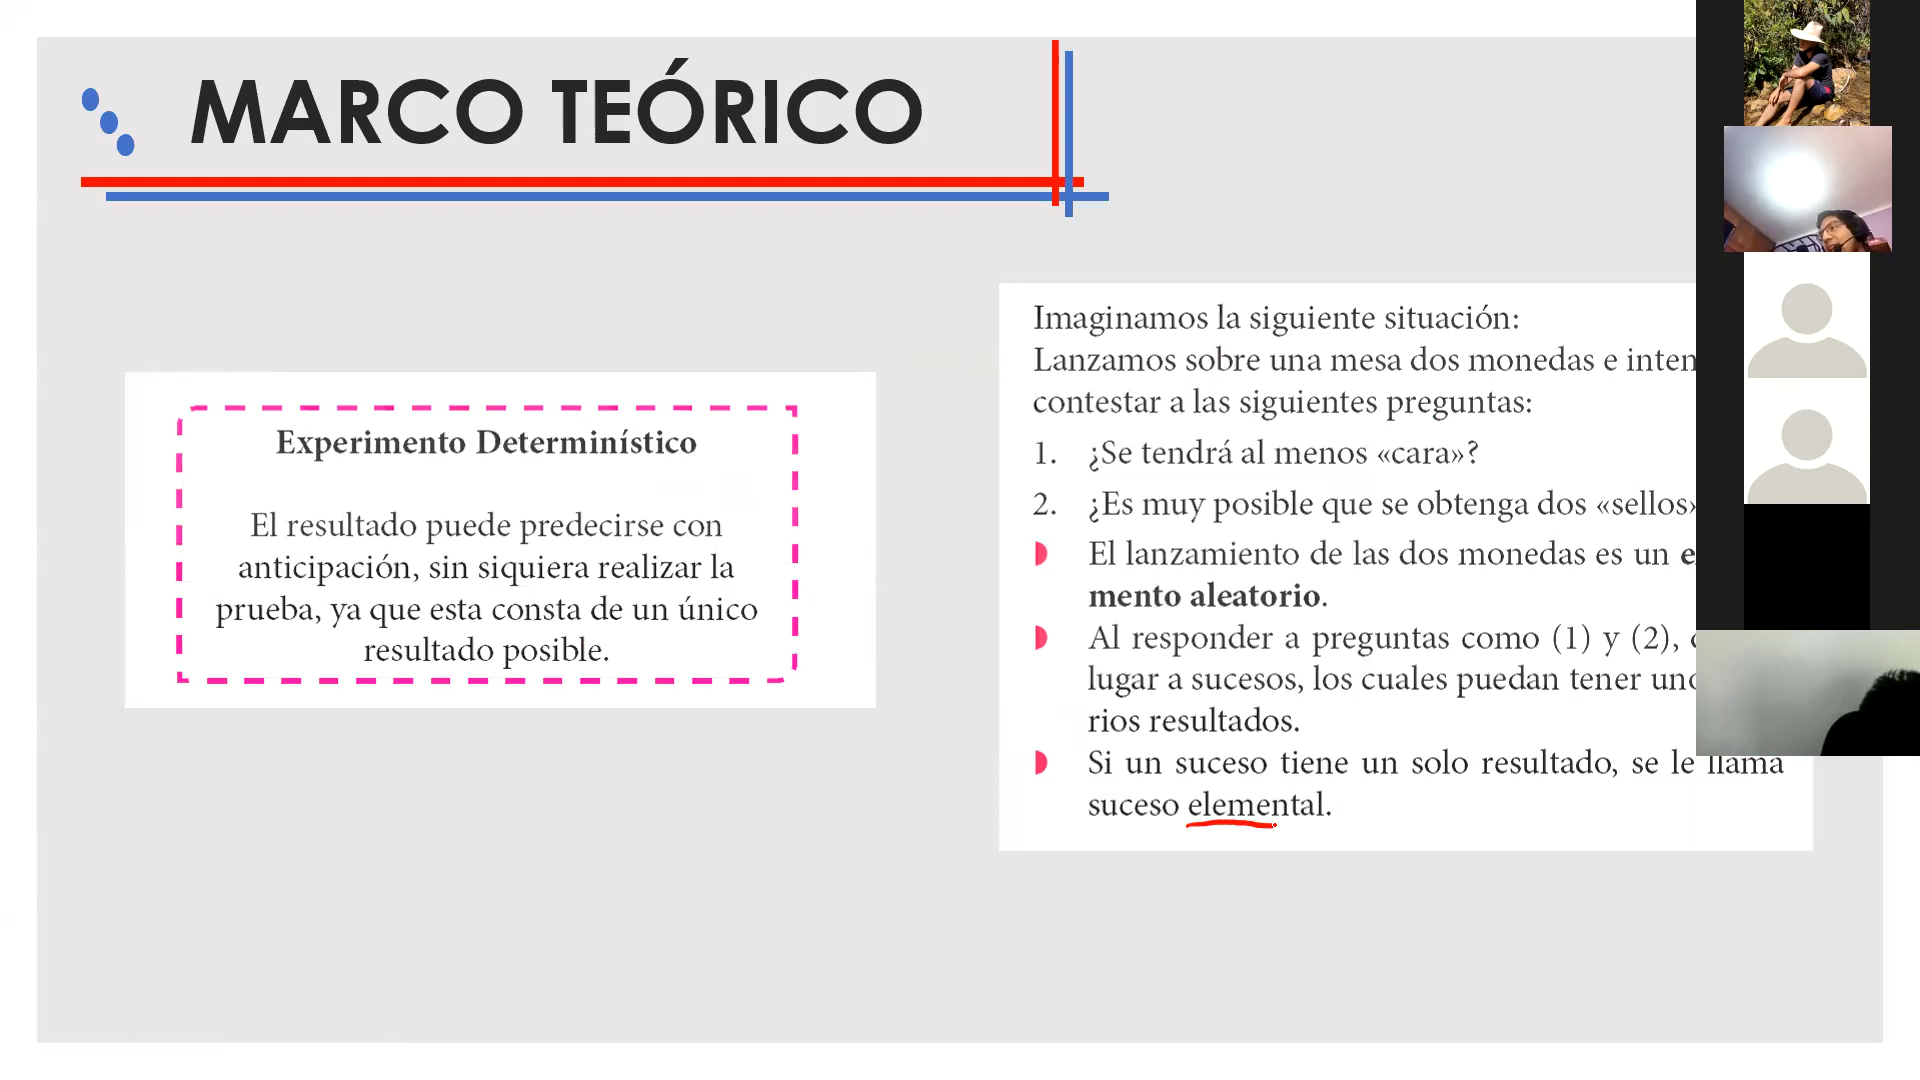 MARCO TEÓRICO
Experimento Determinístico
El resultado puede predecirse con
anticipación, sin siquiera realizar la
prueba, ya que esta consta de un único
resultado posible.
Imaginamos la siguiente situación:
Lanzamos sobre una mesa dos monedas e
contestar a las siguientes preguntas:
1. ¿Se tendrá al menos «cara»?
2. ¿Es muy posible que se obtenga dos «sellos»
El lanzamiento de las dos monedas es un
mento aleatorio.
Al responder a preguntas como (1) y (2),
lugar a sucesos, los cuales puedan tener
rios resultados.
Si un suceso tiene un solo resultado, se le llama
suceso elemental.